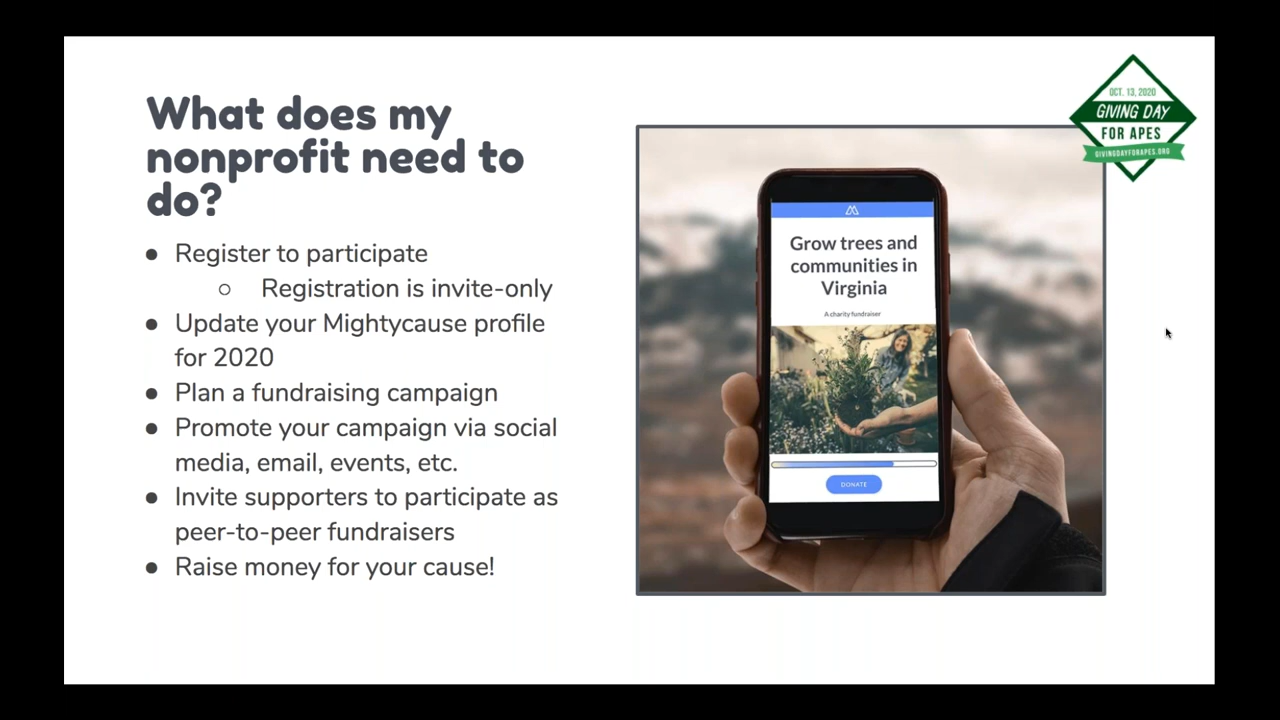 What does my
nonprofit need to
do?
● Register to participate
○ Registration is invite-only
● Update your Mightycause profile
for 2020
● Plan a fundraising campaign
● Promote your campaign via social
media, email, events, etc.
● Invite supporters to participate as
peer-to-peer fundraisers
● Raise money for your cause!
OCT. 13, 2020
GIVING DAY
FOR APES
GIVINGDAYFORAPES.ORG
Grow trees and
communities in
Virginia
A charity fundraiser
DONATE